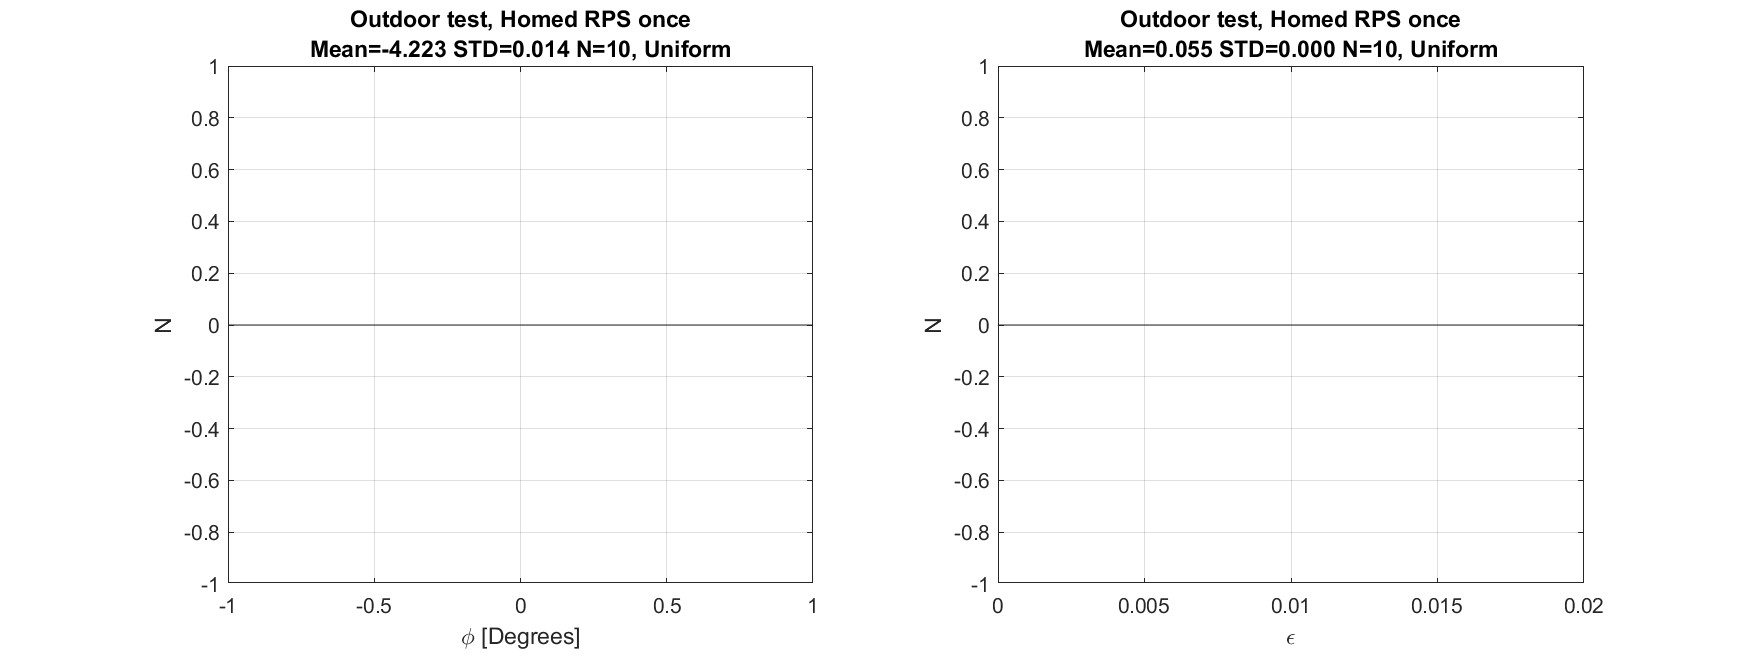 Outdoor test, Homed RPS once
Mean=-4.223 STD=0.014 N=10, Uniform
1
0.8
0.6
0.4
0.2
0
-0.2
-0.4
-0.6
-0.8
-1
N
-1 -0.5 0 0.5 1
ϕ [Degrees]
Outdoor test, Homed RPS once
Mean=0.055 STD=0.000 N=10, Uniform
1
0.8
0.6
0.4
0.2
0
-0.2
-0.4
-0.6
-0.8
-1
N
0 0.005 0.01 0.015 0.02
ϵ